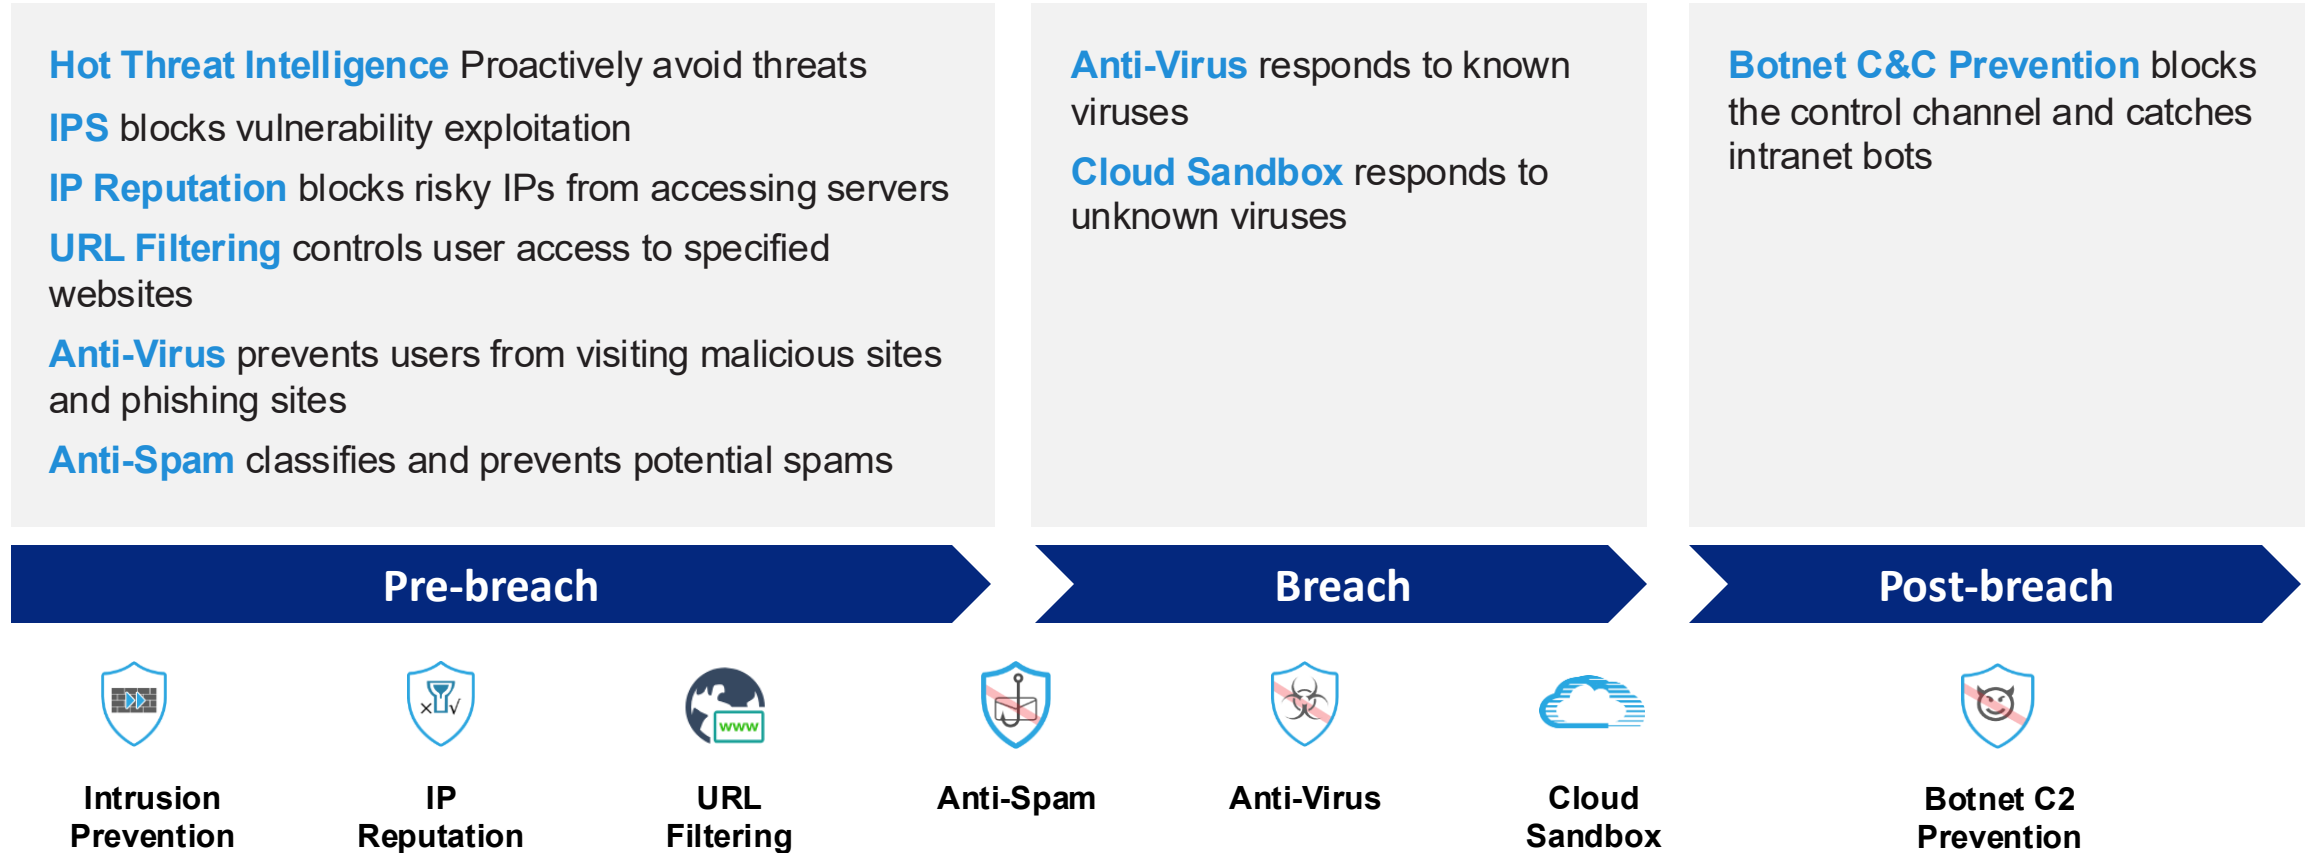 Hot Threat Intelligence Proactively avoid threats
IPS blocks vulnerability exploitation
IP Reputation blocks risky IPs from accessing servers
URL Filtering controls user access to specified
websites
Anti-Virus prevents users from visiting malicious sites
and phishing sites
Anti-Spam classifies and prevents potential spams
Anti-Virus responds to known
viruses
Cloud Sandbox responds to
unknown viruses
Botnet C&C Prevention blocks
the control channel and catches
intranet bots
Pre-breach
Breach
Post-breach
x
√
www
Intrusion
Prevention
IP
Reputation
URL
Filtering
Anti-Spam
Anti-Virus
Cloud
Sandbox
Botnet C2
Prevention